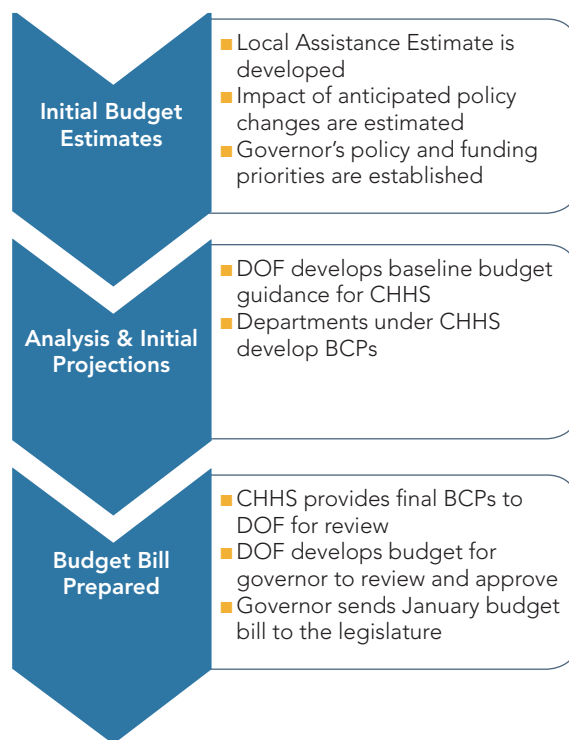 Initial Budget
Estimates
■ Local Assistance Estimate is
developed
■ Impact of anticipated policy
changes are estimated
■ Governor’s policy and funding
priorities are established
Analysis & Initial
Projections
■ DOF develops baseline budget
guidance for CHHS
■ Departments under CHHS
develop BCPs
Budget Bill
Prepared
■ CHHS provides final BCPs to
DOF for review
■ DOF develops budget for
governor to review and approve
■ Governor sends January budget
bill to the legislature